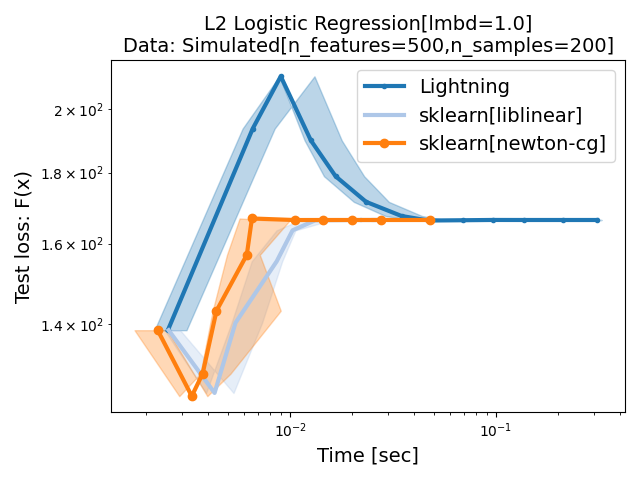 L2 Logistic Regression[lmbd=1.0]
Data: Simulated[n_features=500,n_samples=200]
Lightning
sklearn[liblinear]
sklearn[newton-cg]
Test loss: F(x)
2 × 10²
1.8 × 10²
1.6 × 10²
1.4 × 10²
10⁻²
10⁻¹
Time [sec]